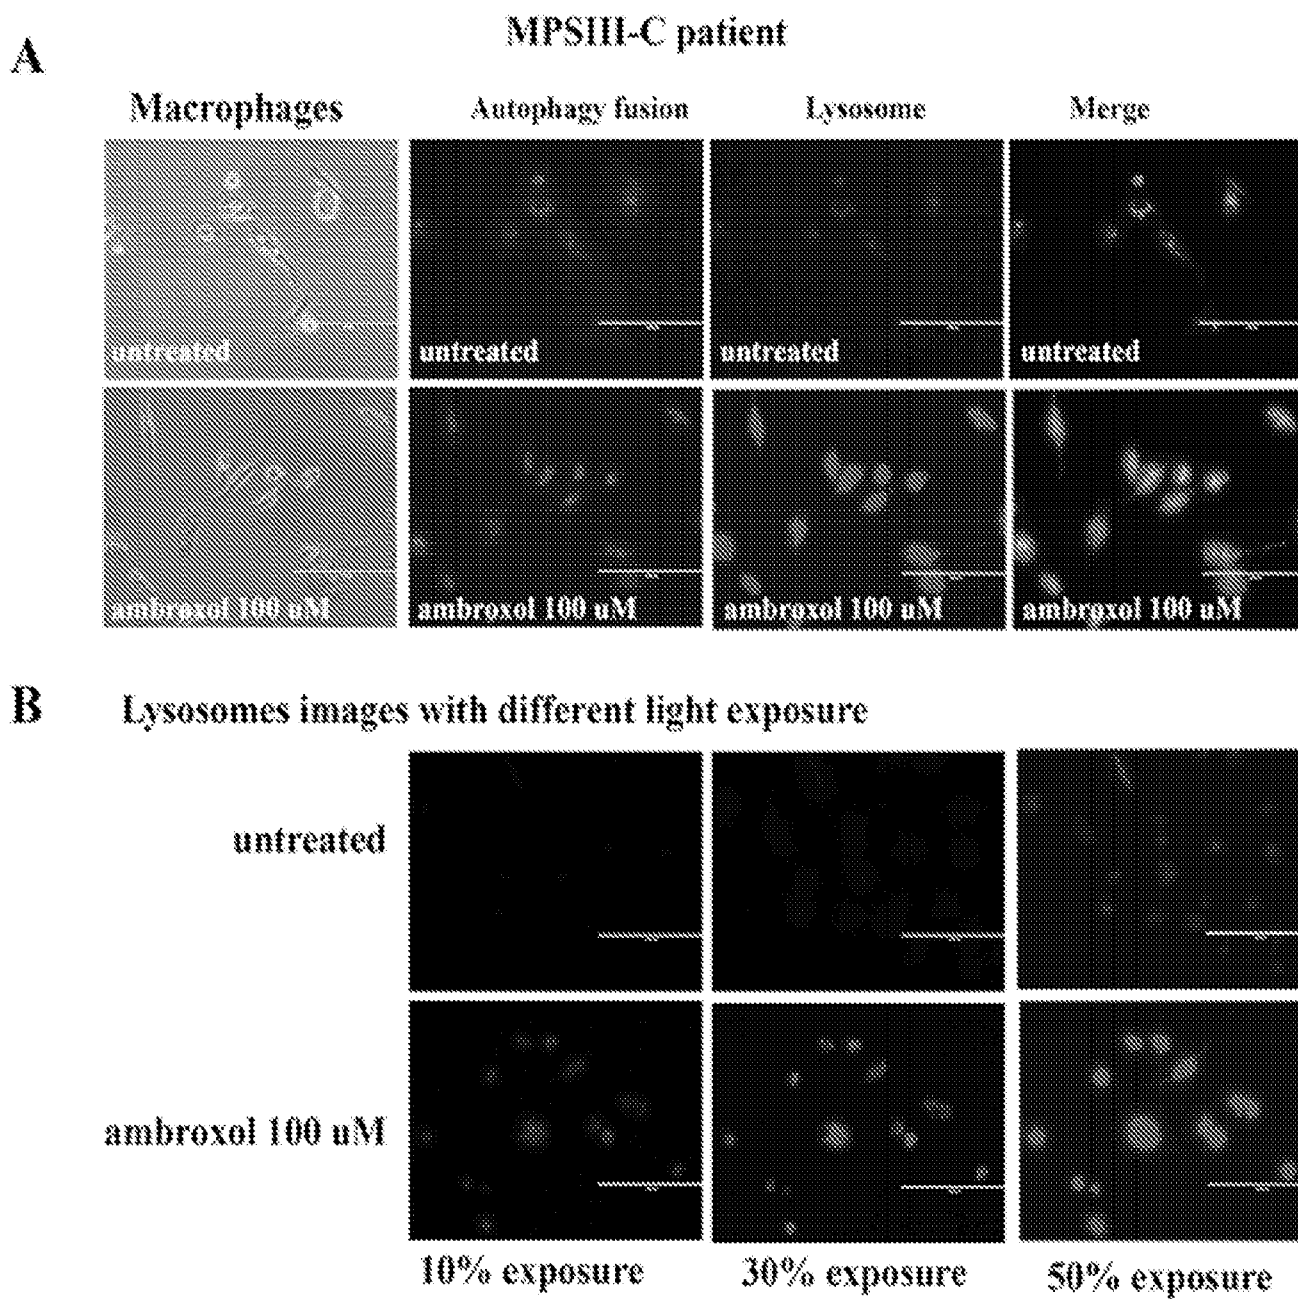 MPSIII-C patient
A
Macrophages Autophagy fusion Lysosome Merge
untreated untreated untreated untreated
ambroxol 100 uM ambroxol 100 uM ambroxol 100 uM ambroxol 100 uM
B Lysosomes images with different light exposure
untreated
ambroxol 100 uM
10% exposure 30% exposure 50% exposure